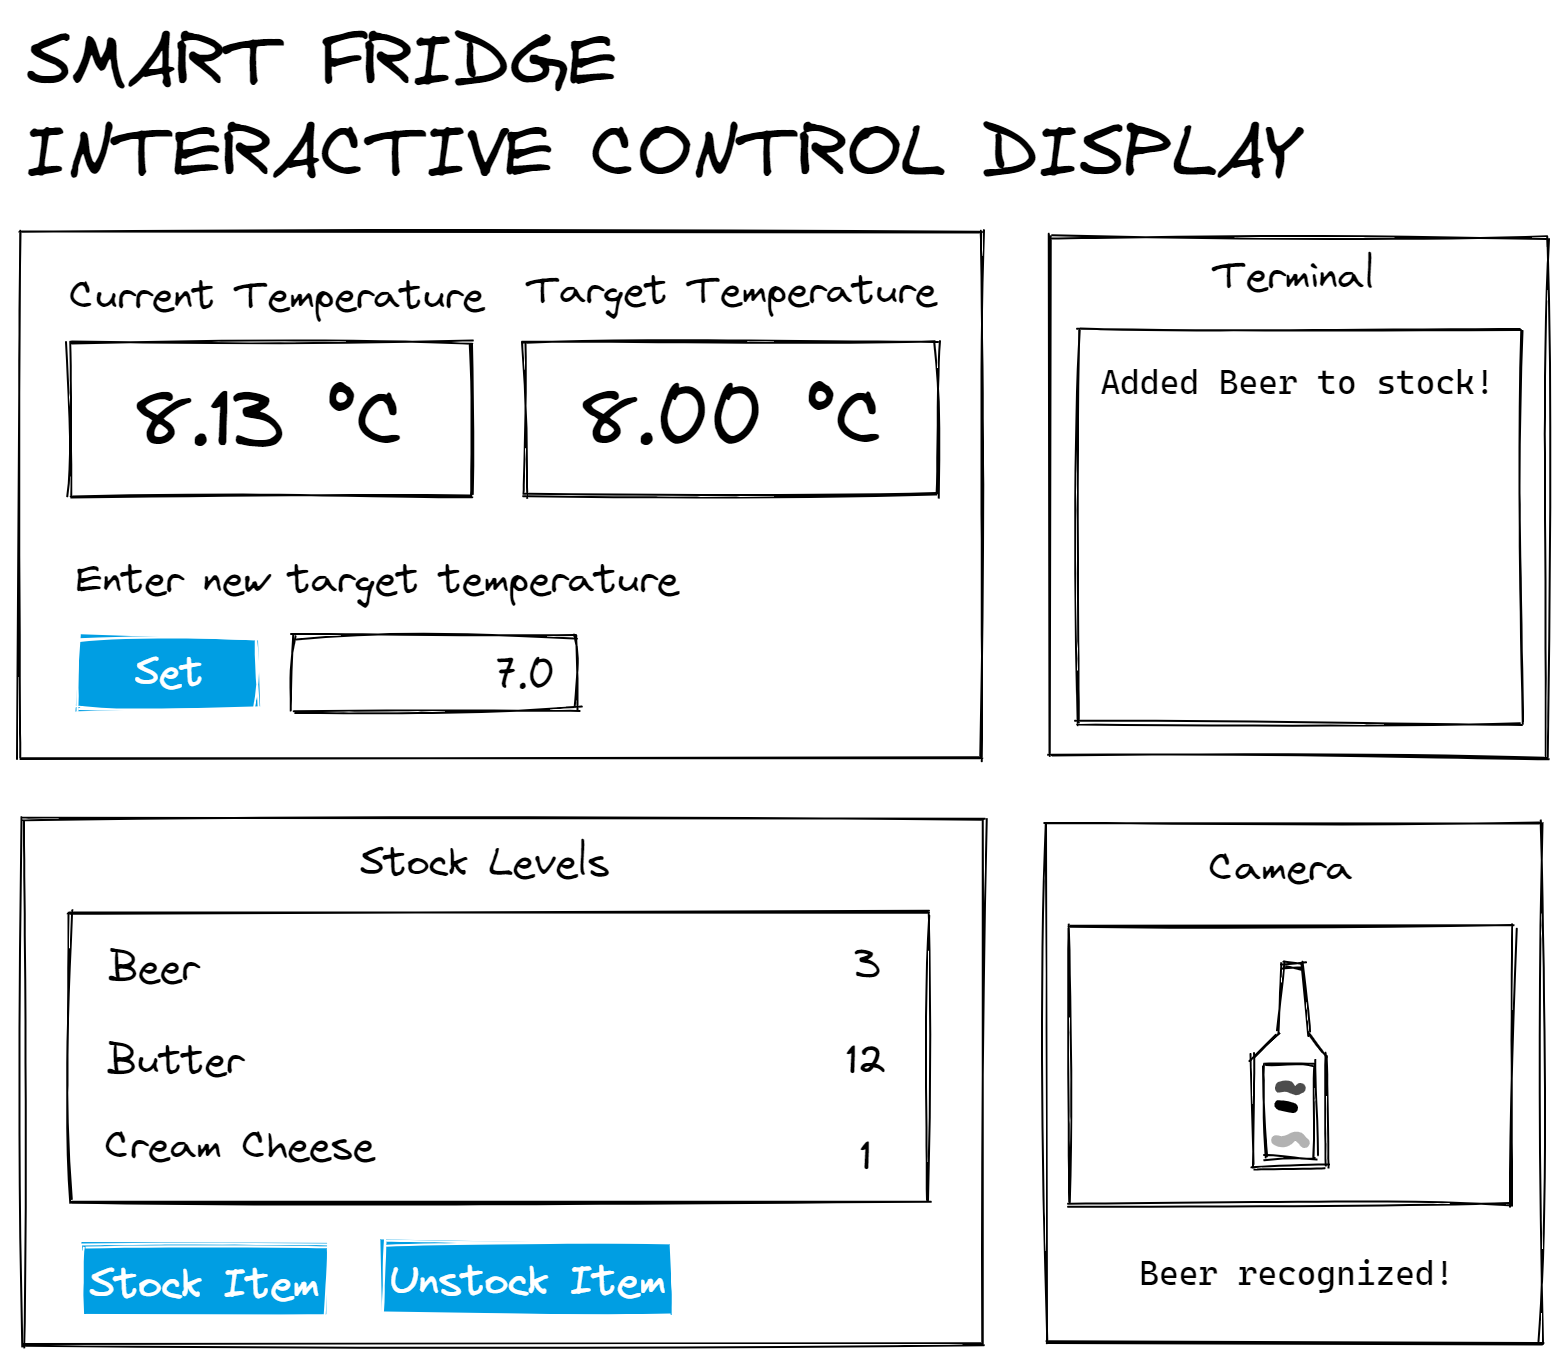 SMART FRIDGE
INTERACTIVE CONTROL DISPLAY
Current Temperature
8.13 °C
Target Temperature
8.00 °C
Enter new target temperature
Set
7.0
Terminal
Added Beer to stock!
Stock Levels
Beer 3
Butter 12
Cream Cheese 1
Stock Item
Unstock Item
Camera
Beer recognized!